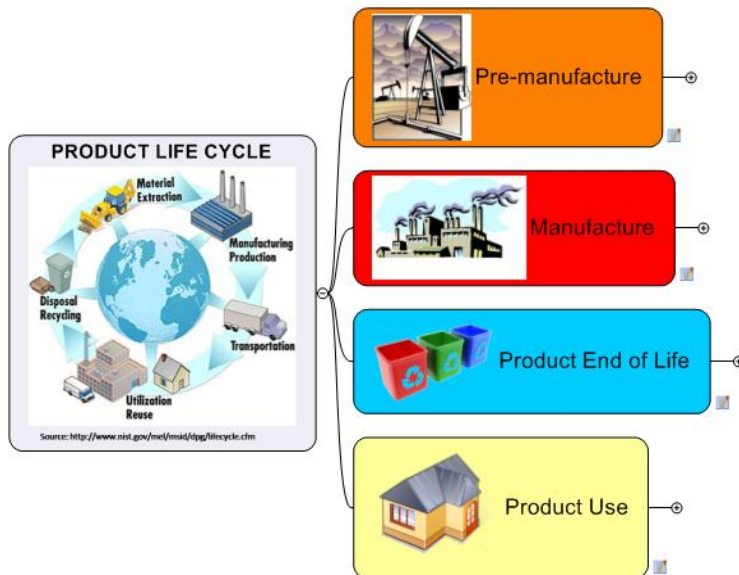 PRODUCT LIFE CYCLE
Material
Extraction
Manufacturing
Production
Transportation
Utilization
Reuse
Disposal
Recycling
Source: http://www.nist.gov/mel/msid/dpg/lifecycle.cfm
Pre-manufacture
Manufacture
Product End of Life
Product Use